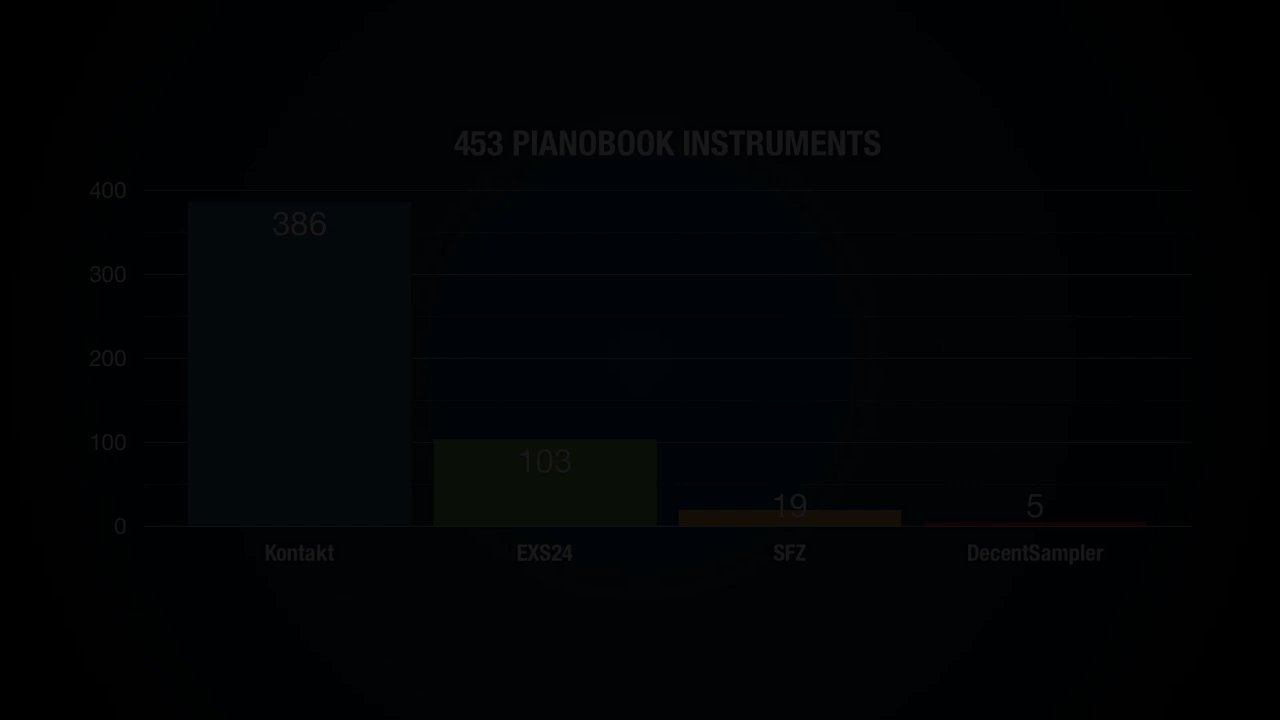 453 PIANOBOOK INSTRUMENTS
400
386
300
200
100
103
19
5
0
Kontakt
EXS24
SFZ
DecentSampler